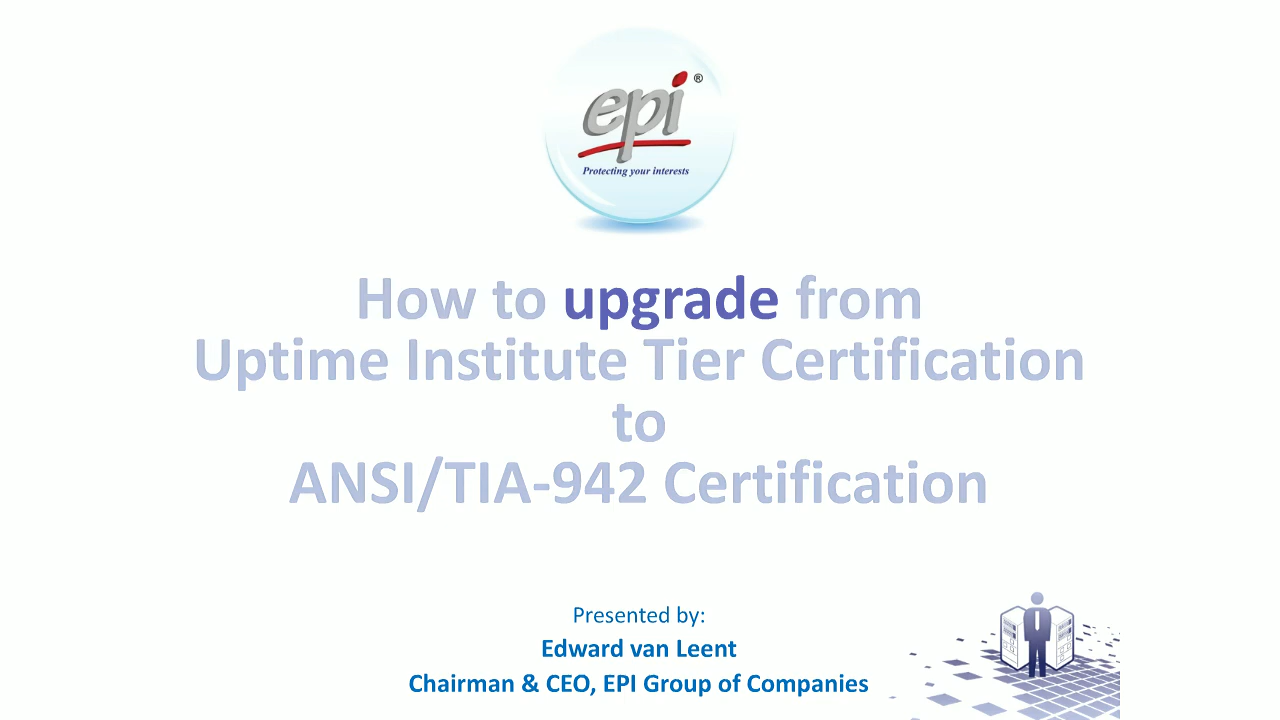 epi®
Protecting your interests
How to upgrade from
Uptime Institute Tier Certification
to
ANSI/TIA-942 Certification
Presented by:
Edward van Leent
Chairman & CEO, EPI Group of Companies